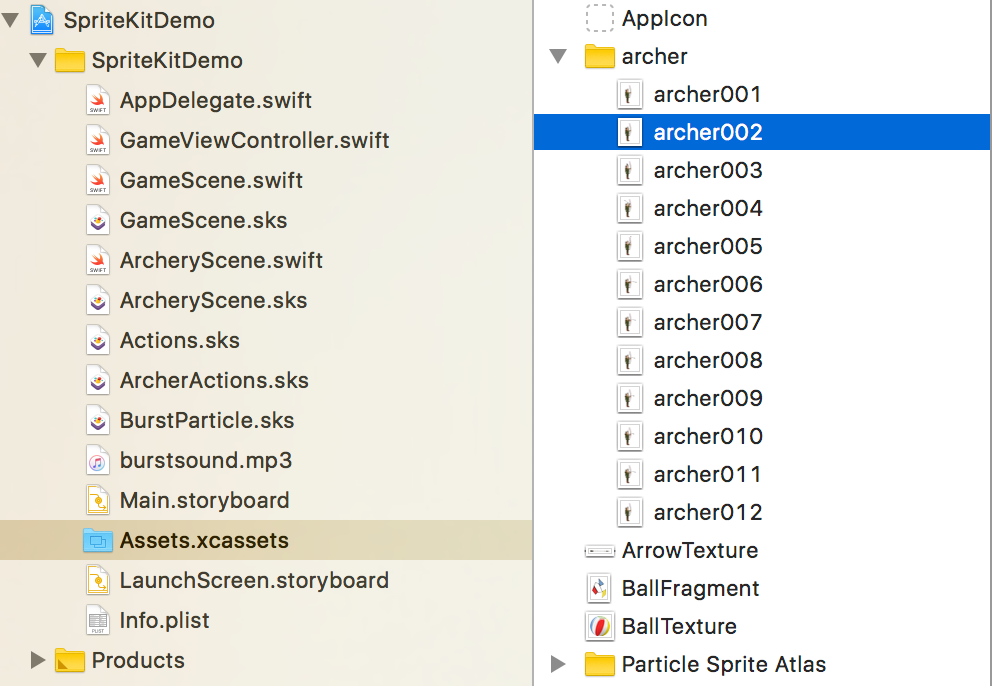 SpriteKitDemo
SpriteKitDemo
AppDelegate.swift
GameViewController.swift
GameScene.swift
GameScene.sks
ArcheryScene.swift
ArcheryScene.sks
Actions.sks
ArcherActions.sks
BurstParticle.sks
burstsound.mp3
Main.storyboard
Assets.xcassets
LaunchScreen.storyboard
Info.plist
Products
AppIcon
archer
archer001
archer002
archer003
archer004
archer005
archer006
archer007
archer008
archer009
archer010
archer011
archer012
ArrowTexture
BallFragment
BallTexture
Particle Sprite Atlas